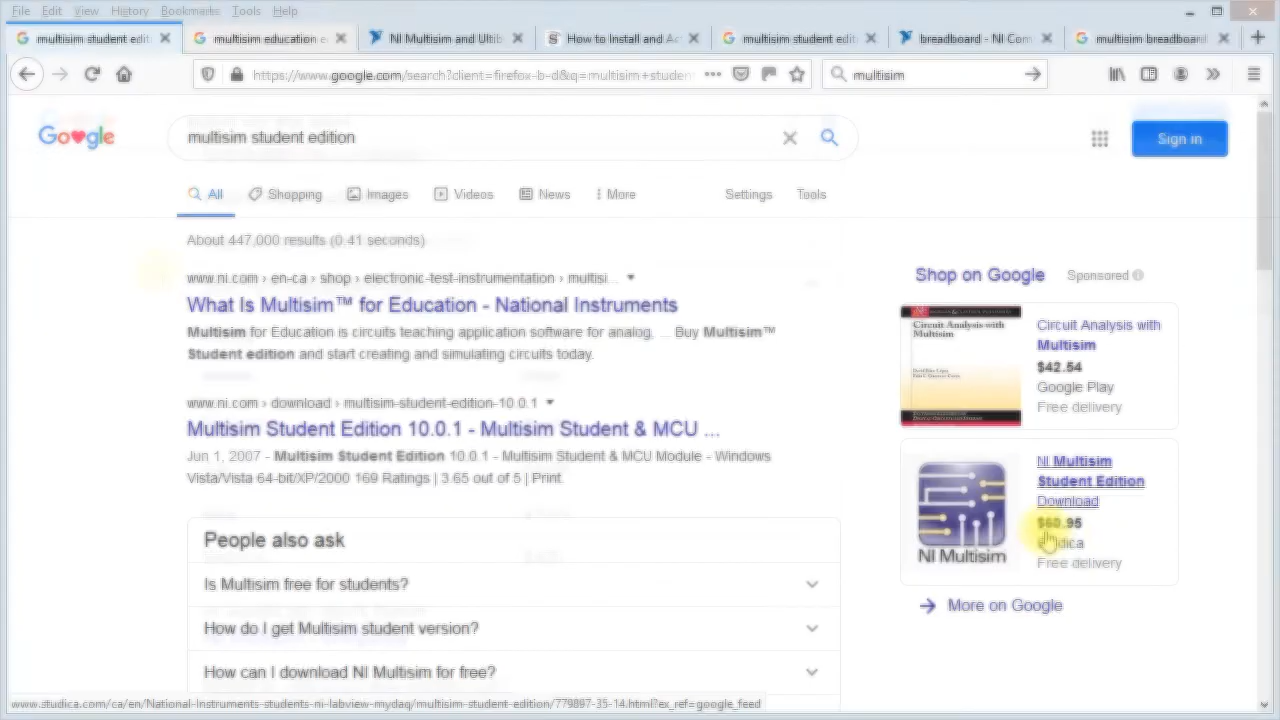 File Edit View History Bookmarks Tools Help
multisim student edit
multisim education e
NI Multisim and Ultib
How to Install and Ac
multisim student edit
breadboard - NI Com
multisim breadboard
https://www.google.com/search?client=firefox-b-d&q=multisim+studen
multisim
Google
multisim student edition
Sign in
All Shopping Images Videos News More Settings Tools
About 447,000 results (0.41 seconds)
www.ni.com › en-ca › shop › electronic-test-instrumentation › multisi...
What Is Multisim™ for Education - National Instruments
Multisim for education is circuits teaching application software for analog, ... Buy Multisim™
Student edition and start creating and simulating circuits today.
www.ni.com › download › multisim-student-edition-10.0.1
Multisim Student Edition 10.0.1 - Multisim Student & MCU ...
Jun 1, 2007 - Multisim Student Edition 10.0.1 - Multisim Student & MCU Module - Windows
Vista/Vista 64-bit/XP/2000 169 Ratings | 3.65 out of 5 | Print
People also ask
Is Multisim free for students?
How do I get Multisim student version?
How can I download NI Multisim for free?
Shop on Google Sponsored
Circuit Analysis with
Multisim
Circuit Analysis with
Multisim
$42.54
Google Play
Free delivery
NI Multisim
NI Multisim
Student Edition
Download
$60.95
Free delivery
More on Google
www.studica.com/ca/en/National-Instruments-students-ni-labview-mydaq/multisim-student-edition/779897-35-14.html?ex_ref=google_feed